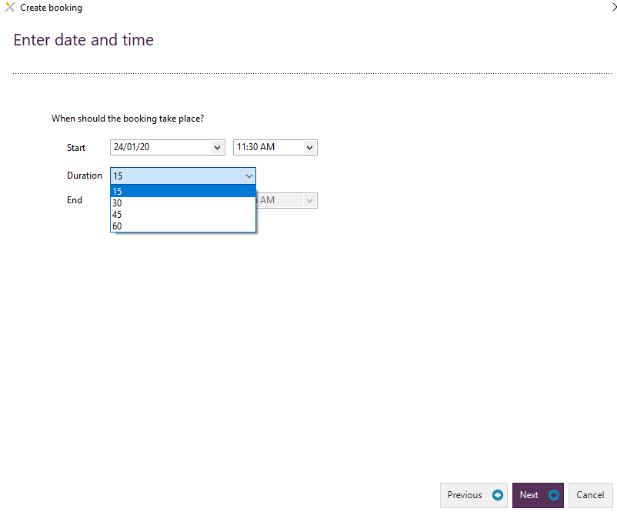 Create booking
Enter date and time
When should the booking take place?
Start 24/01/20 11:30 AM
Duration 15
15
End AM
30
45
60
Previous Next Cancel